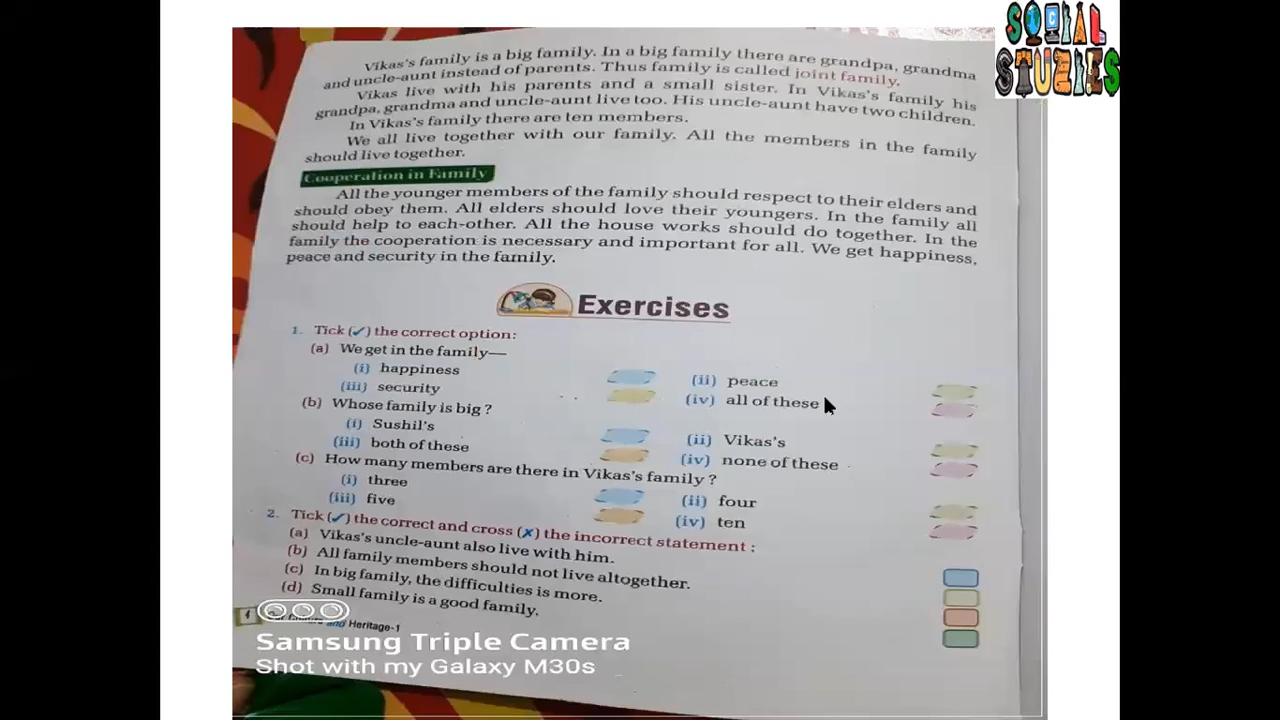 SOCIAL
STUDIES
Vikas's family is a big family. In a big family there are grandpa, grandma
and uncle-aunt instead of parents. Thus family is called joint family.
Vikas live with his parents and a small sister. In Vikas's family his
grandpa, grandma and uncle-aunt live too. His uncle-aunt have two children.
In Vikas's family there are ten members.
We all live together with our family. All the members in the family
should live together.
Cooperation in Family
All the younger members of the family should respect to their elders and
should obey them. All elders should love their youngers. In the family all
should help to each-other. All the house works should do together. In the
family the cooperation is necessary and important for all. We get happiness,
peace and security in the family.
Exercises
1. Tick (✓) the correct option:
(a) We get in the family—
(i) happiness (ii) peace
(iii) security (iv) all of these
(b) Whose family is big ?
(i) Sushil's (ii) Vikas's
(iii) both of these (iv) none of these
(c) How many members are there in Vikas's family ?
(i) three (ii) four
(iii) five (iv) ten
2. Tick (✓) the correct and cross (✗) the incorrect statement :
(a) Vikas's uncle-aunt also live with him.
(b) All family members should not live altogether.
(c) In big family, the difficulties is more.
(d) Small family is a good family.
4 Our Culture and Heritage-1
Samsung Triple Camera
Shot with my Galaxy M30s